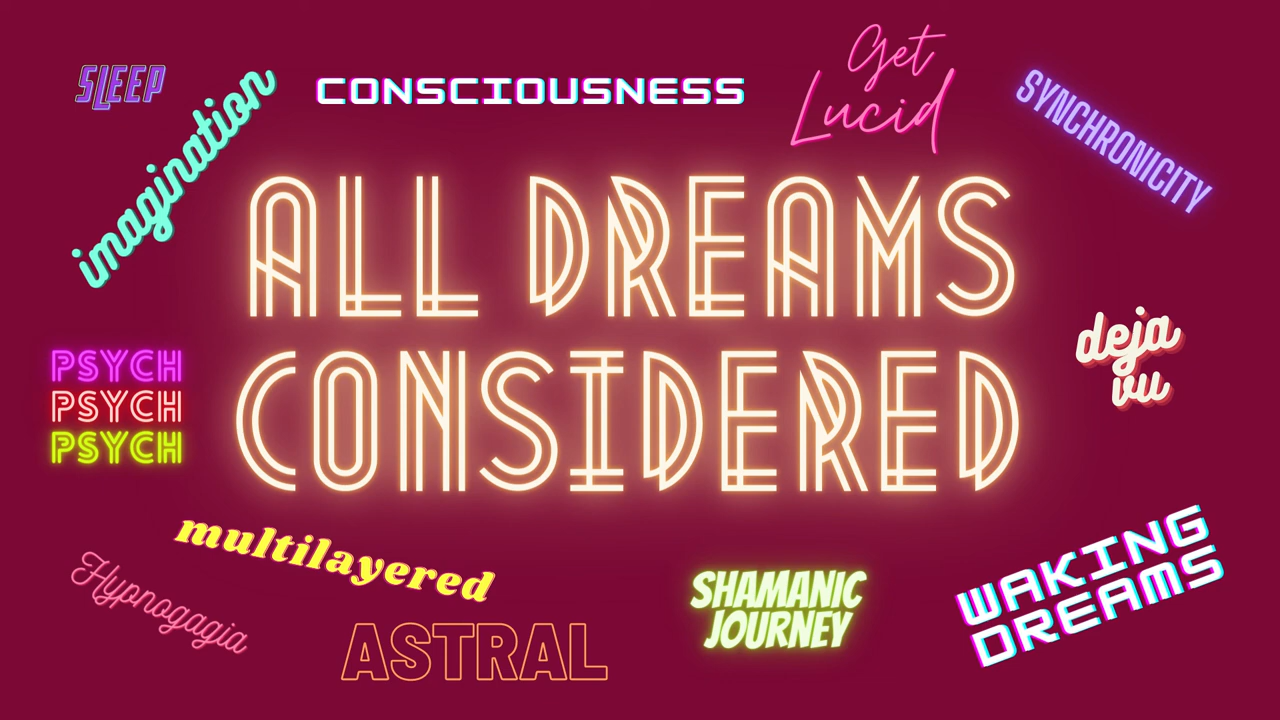 SLEEP
imagination
CONSCIOUSNESS
Get
Lucid
SYNCHRONICITY
ALL DREAMS
CONSIDERED
PSYCH
PSYCH
PSYCH
deja
vu
multilayered
Hypnogagia
ASTRAL
SHAMANIC
JOURNEY
WAKING
DREAMS